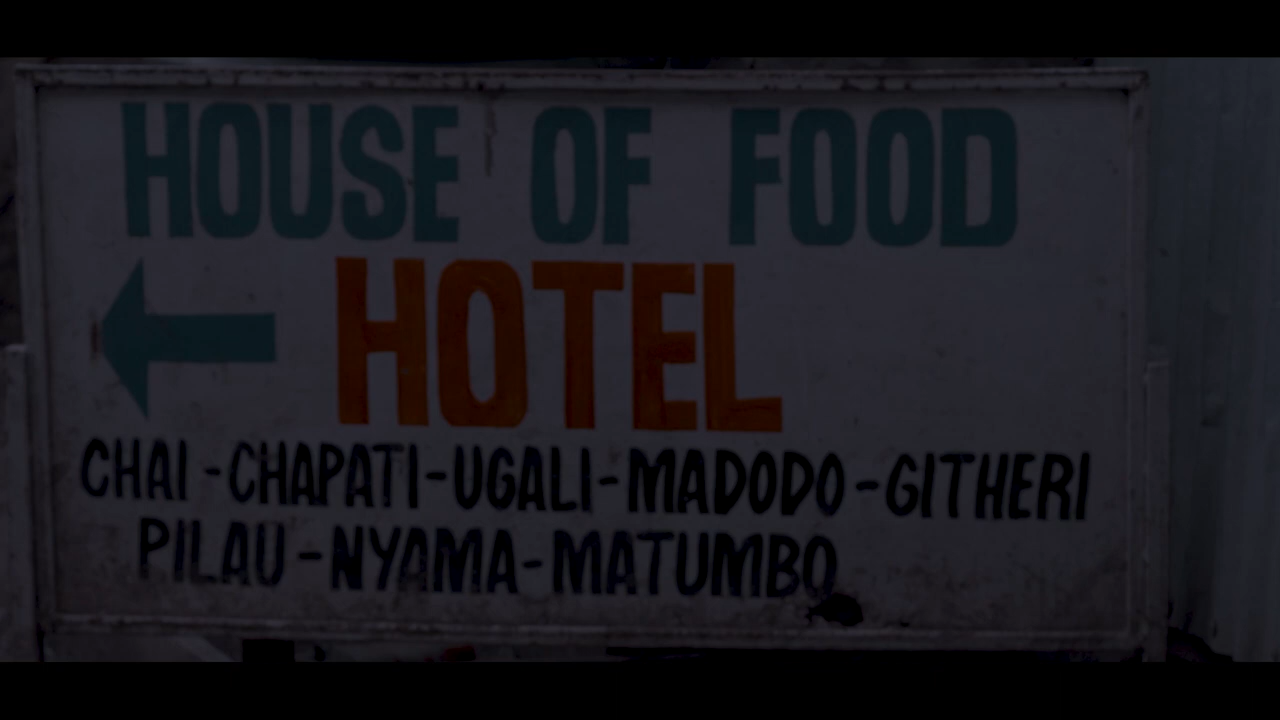 HOUSE OF FOOD
HOTEL
CHAI - CHAPATI - UGALI - MADODO - GITHERI
PILAU - NYAMA - MATUMBO